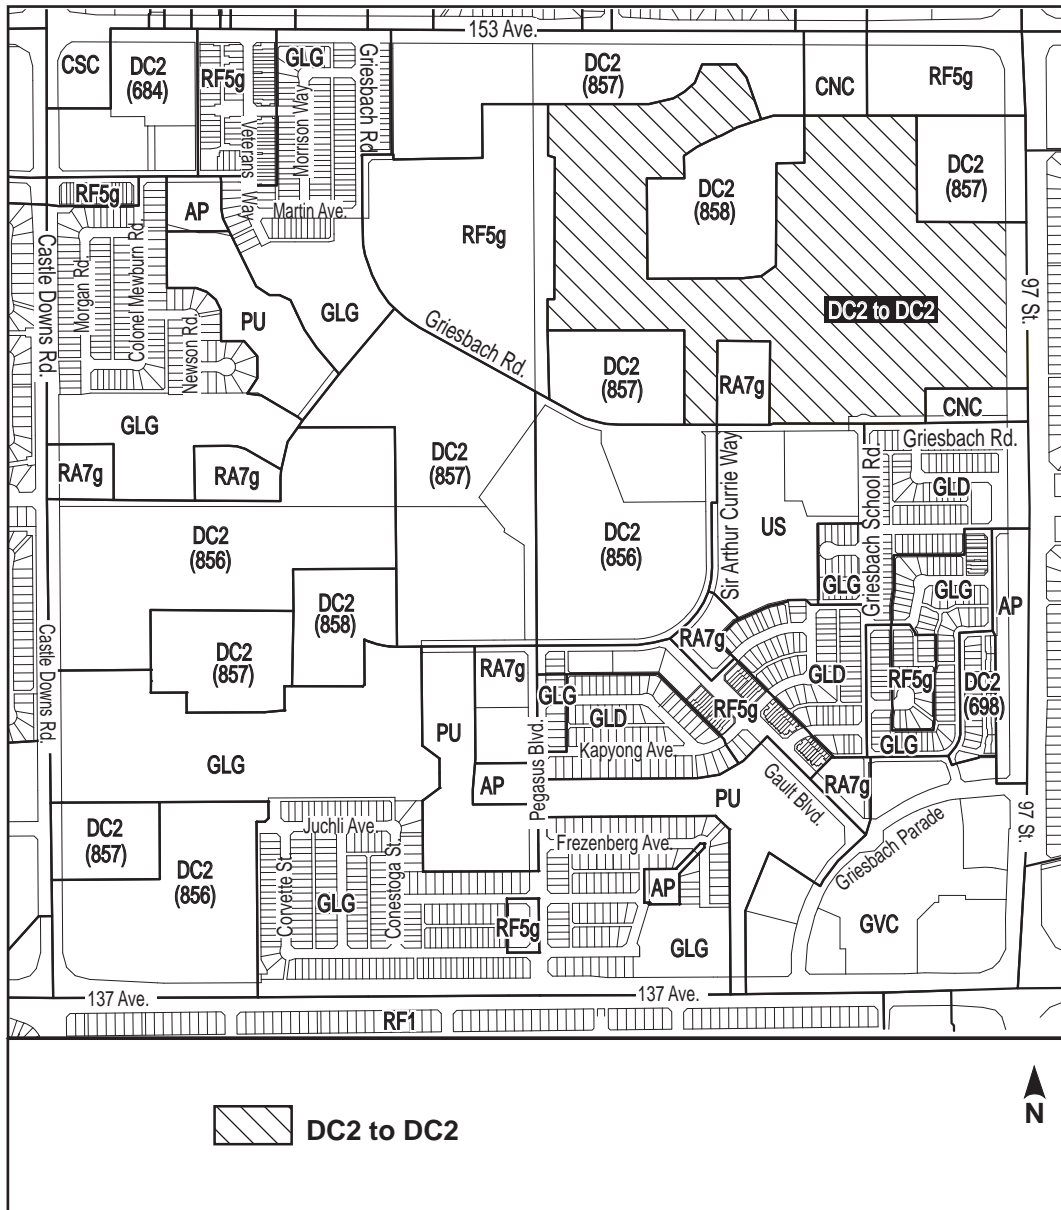 153 Ave.
CSC
DC2
(684)
RF5g
GLG
Griesbach Rd
Morrison Way
Veterans Way
DC2
(857)
CNC
RF5g
RF5g
AP
Martin Ave.
RF5g
DC2
(858)
DC2
(857)
Castle Downs Rd.
Morgan Rd.
Colonel Mewburn Rd.
Newson Rd.
PU
GLG
Griesbach Rd.
DC2 to DC2
97 St.
DC2
(857)
RA7g
CNC
GLG
RA7g
RA7g
DC2
(857)
Griesbach Rd.
GLD
Sir Arthur Currie Way
US
Griesbach School Rd.
DC2
(856)
DC2
(856)
GLG
GLG
AP
DC2
(858)
DC2
(857)
Castle Downs Rd.
RA7g
RA7g
GLD
RF5g
DC2
(698)
GLG
GLD
RF5g
GLG
PU
Pegasus Blvd.
Kapyong Ave.
GLG
AP
PU
Gault Blvd.
RA7g
97 St.
DC2
(857)
DC2
(856)
Juchli Ave.
Frezenberg Ave.
Griesbach Parade
Corvette St
GLG
Conestoga St.
AP
RF5g
GLG
GVC
137 Ave.
137 Ave.
RF1
N
DC2 to DC2